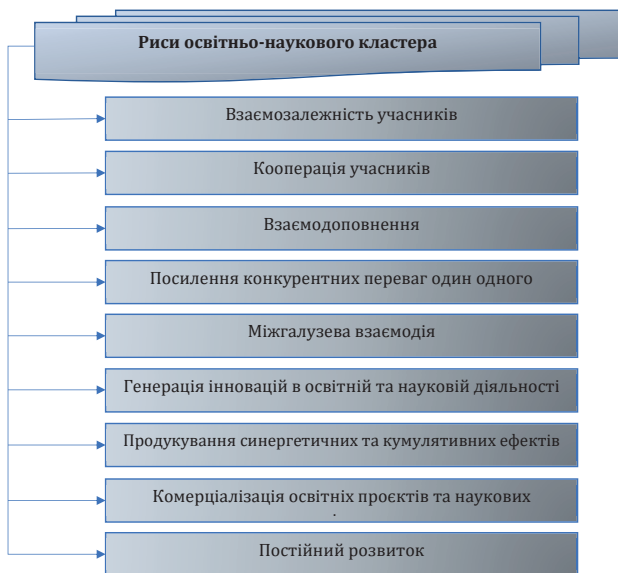 Риси освітньо-наукового кластера
Взаємозалежність учасників
Кооперація учасників
Взаємодоповнення
Посилення конкурентних переваг один одного
Міжгалузева взаємодія
Генерація інновацій в освітній та науковій діяльності
Продукування синергетичних та кумулятивних ефектів
Комерціалізація освітніх проєктів та наукових
Постійний розвиток